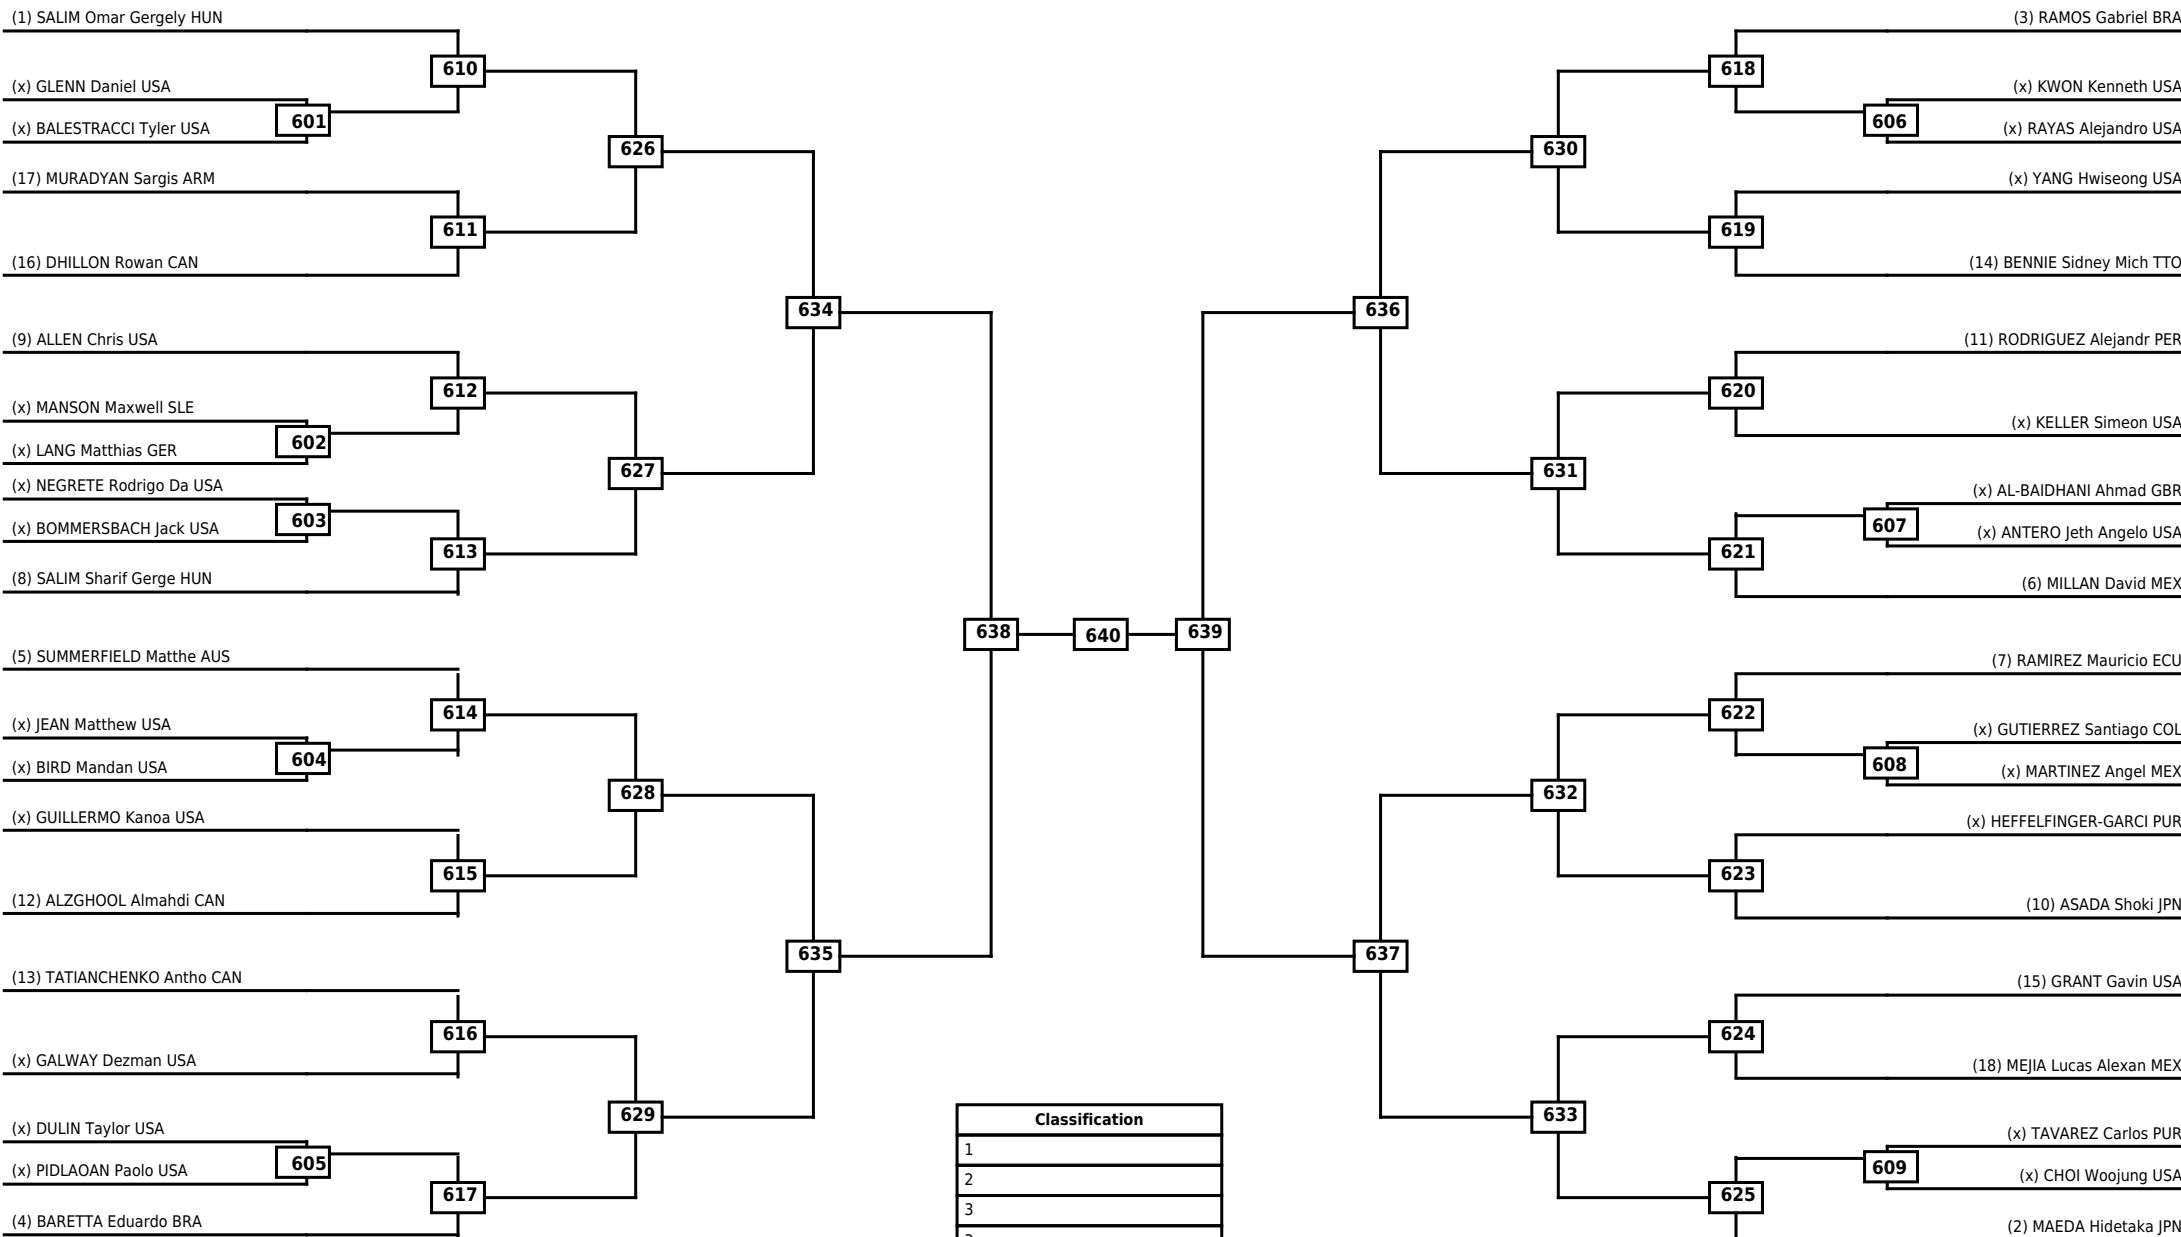 (1) SALIM Omar Gergely HUN
610
(x) GLENN Daniel USA
601
(x) BALESTRACCI Tyler USA
626
(17) MURADYAN Sargis ARM
611
(16) DHILLON Rowan CAN
634
(9) ALLEN Chris USA
612
(x) MANSON Maxwell SLE
602
(x) LANG Matthias GER
627
(x) NEGRETE Rodrigo Da USA
603
(x) BOMMERSBACH Jack USA
613
(8) SALIM Sharif Gerge HUN
638
(5) SUMMERFIELD Matthe AUS
614
(x) JEAN Matthew USA
604
(x) BIRD Mandan USA
628
(x) GUILLERMO Kanoa USA
615
(12) ALZGHOOL Almahdi CAN
635
(13) TATIANCHENKO Antho CAN
616
(x) GALWAY Dezman USA
629
(x) DULIN Taylor USA
605
(x) PIDLAOAN Paolo USA
617
(4) BARETTA Eduardo BRA
640
(3) RAMOS Gabriel BRA
618
(x) KWON Kenneth USA
606
(x) RAYAS Alejandro USA
630
(x) YANG Hwiseong USA
619
(14) BENNIE Sidney Mich TTO
636
(11) RODRIGUEZ Alejandr PER
620
(x) KELLER Simeon USA
631
(x) AL-BAIDHANI Ahmad GBR
607
(x) ANTERO Jeth Angelo USA
621
(6) MILLAN David MEX
639
(7) RAMIREZ Mauricio ECU
622
(x) GUTIERREZ Santiago COL
608
(x) MARTINEZ Angel MEX
632
(x) HEFFELFINGER-GARCI PUR
623
(10) ASADA Shoki JPN
637
(15) GRANT Gavin USA
624
(18) MEJIA Lucas Alexan MEX
633
(x) TAVAREZ Carlos PUR
609
(x) CHOI Woojung USA
625
(2) MAEDA Hidetaka JPN
Classification
1
2
3